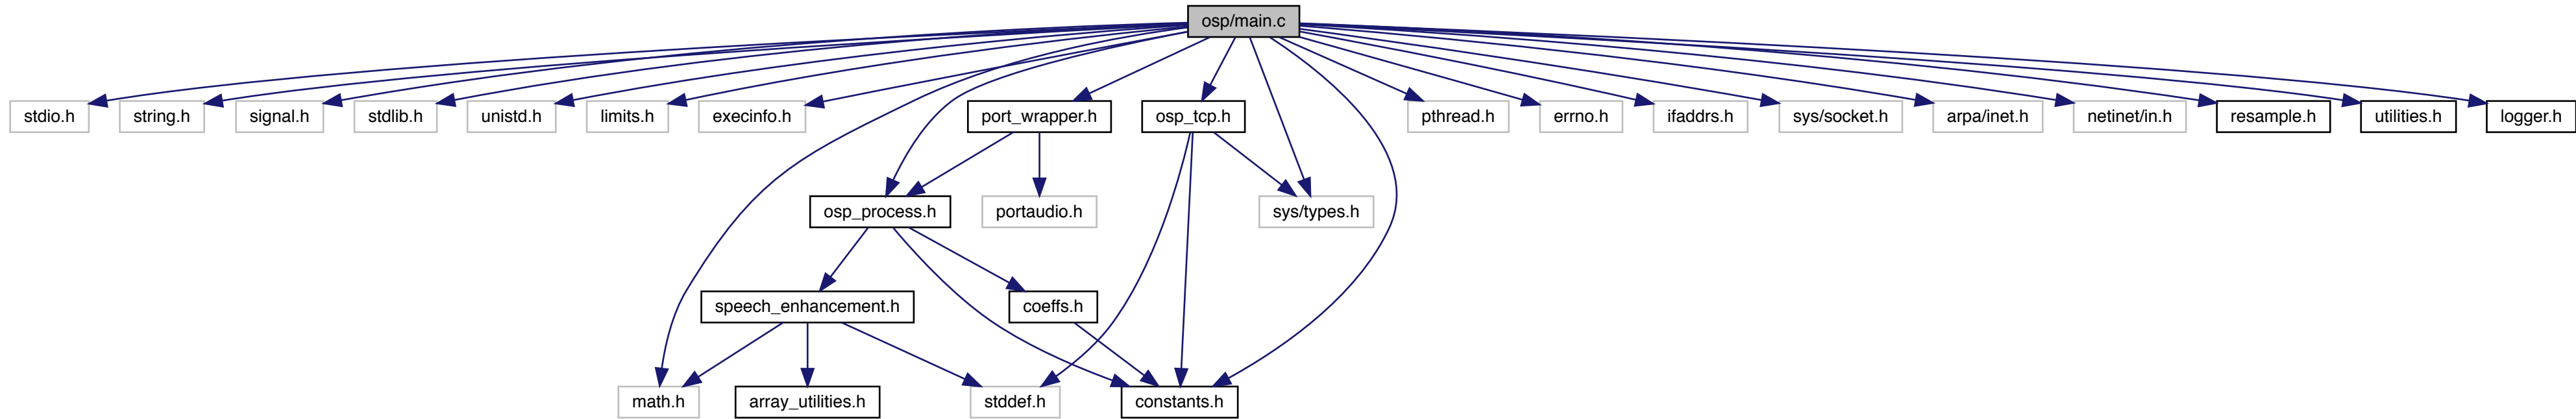 osp/main.c
stdio.h
string.h
signal.h
stdlib.h
unistd.h
limits.h
execinfo.h
port_wrapper.h
osp_tcp.h
pthread.h
errno.h
ifaddrs.h
sys/socket.h
arpa/inet.h
netinet/in.h
resample.h
utilities.h
logger.h
osp_process.h
portaudio.h
sys/types.h
speech_enhancement.h
coeffs.h
math.h
array_utilities.h
stddef.h
constants.h